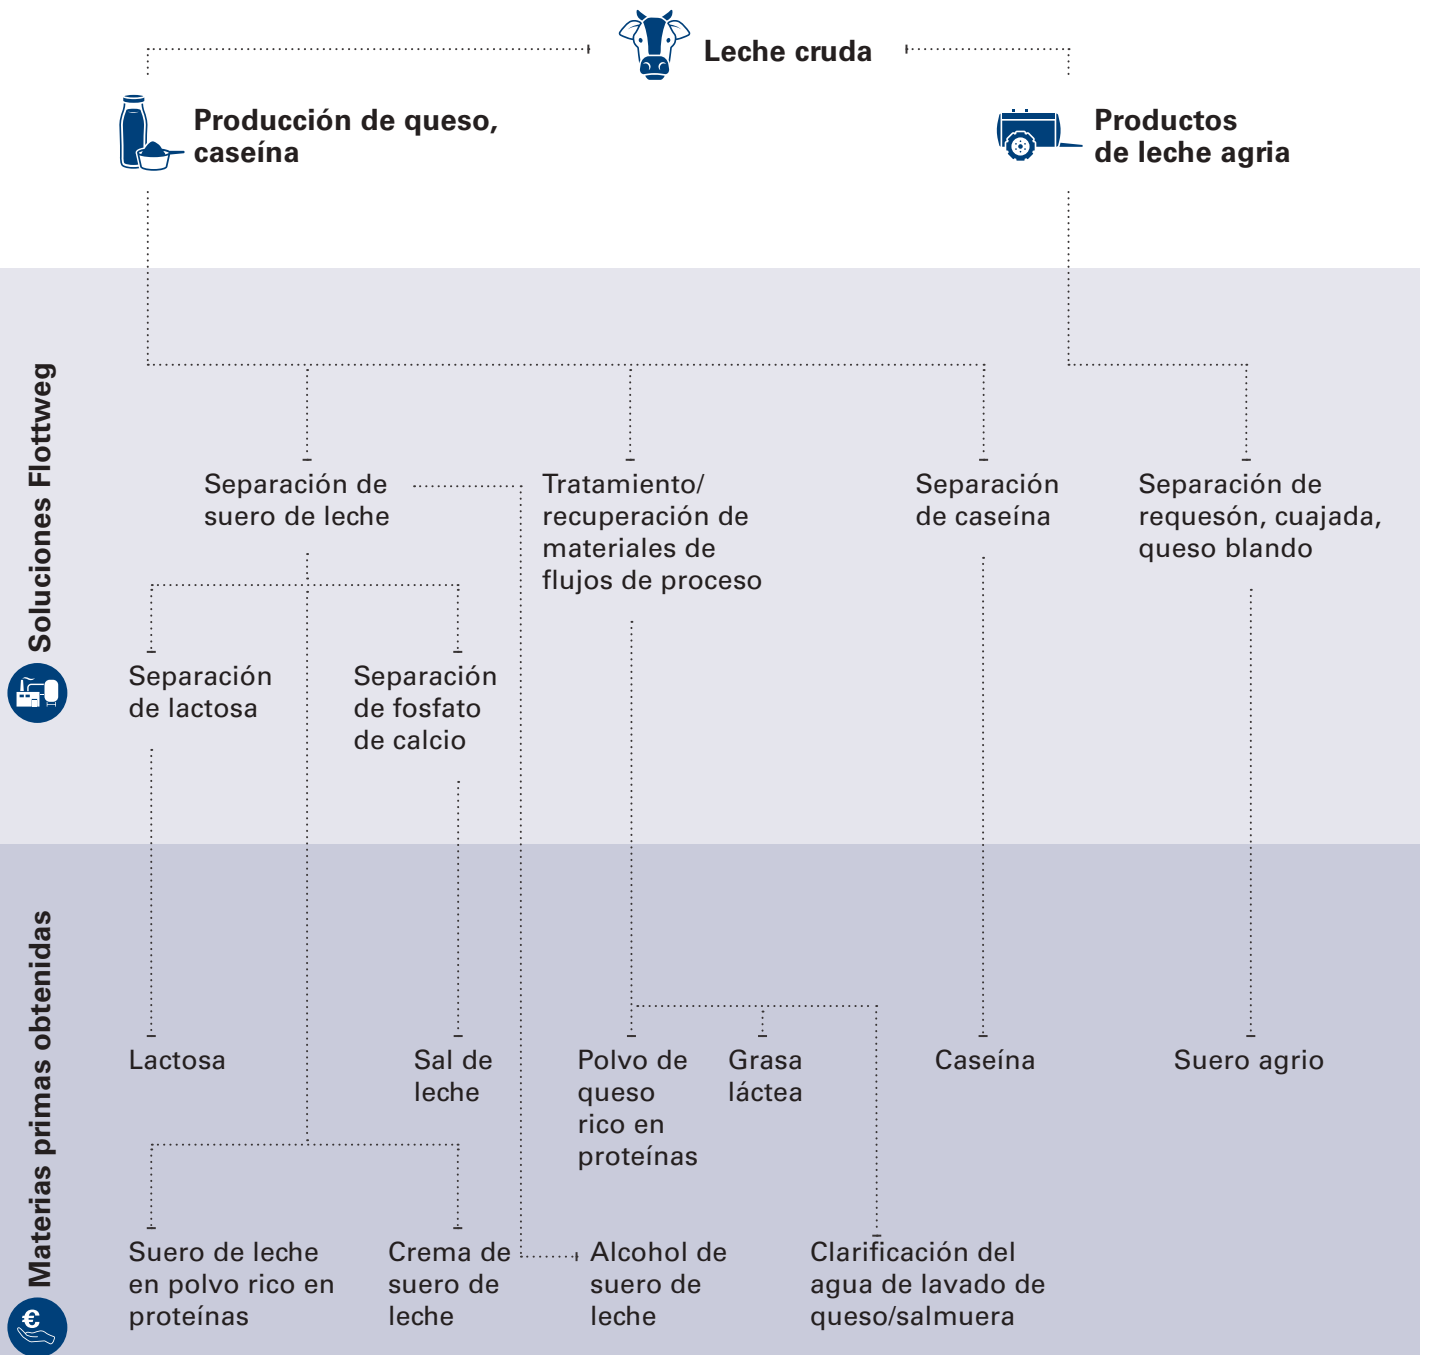 Leche cruda
Producción de queso,
caseína
Productos
de leche agria
Soluciones Flottweg
Separación de
suero de leche
Tratamiento/
recuperación de
materiales de
flujos de proceso
Separación
de caseína
Separación de
requesón, cuajada,
queso blando
Separación
de lactosa
Separación
de fosfato
de calcio
Materias primas obtenidas
€
Lactosa
Sal de
leche
Polvo de
queso
rico en
proteínas
Grasa
láctea
Caseína
Suero agrio
Suero de leche
en polvo rico en
proteínas
Crema de
suero de
leche
Alcohol de
suero de
leche
Clarificación del
agua de lavado de
queso/salmuera